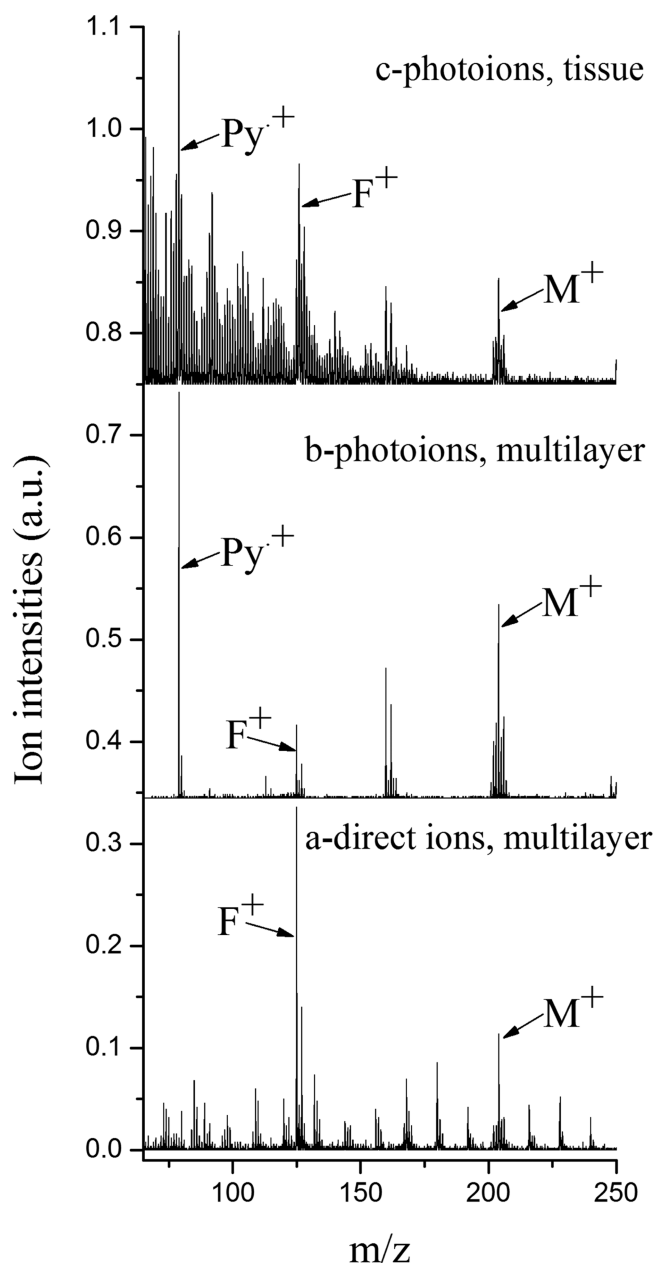 1.1
c-photoions, tissue
Py·+
1.0
F+
0.9
M+
0.8
0.7
b-photoions, multilayer
0.6
Py·+
M+
0.5
F+
0.4
a-direct ions, multilayer
0.3
F+
0.2
M+
0.1
0.0
100 150 200 250
m/z
Ion intensities (a.u.)